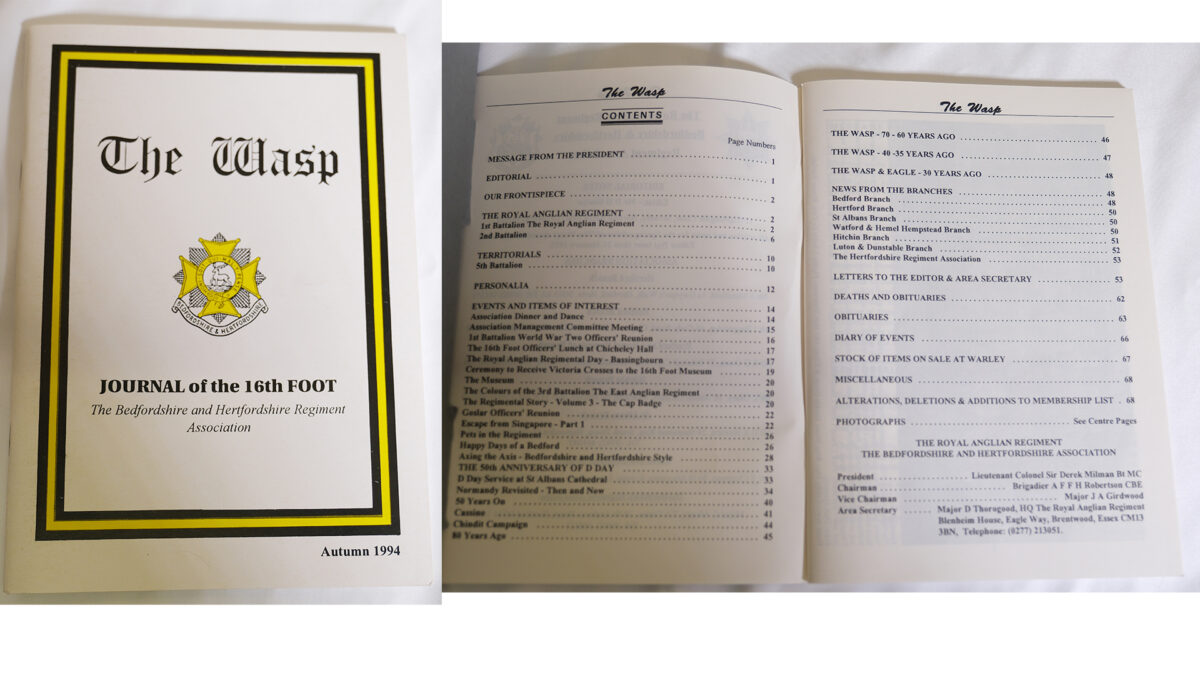 The Wasp
HONI SOIT QUI MAL Y PENSE
BEDFORDSHIRE & HERTFORDSHIRE
JOURNAL of the 16th FOOT
The Bedfordshire and Hertfordshire Regiment
Association
Autumn 1994
The Wasp
CONTENTS
Page Numbers
MESSAGE FROM THE PRESIDENT 1
EDITORIAL 1
OUR FRONTISPIECE 2
THE ROYAL ANGLIAN REGIMENT 2
1st Battalion The Royal Anglian Regiment 2
2nd Battalion 6
TERRITORIALS 10
5th Battalion 10
PERSONALIA 12
EVENTS AND ITEMS OF INTEREST 14
Association Dinner and Dance 14
Association Management Committee Meeting 15
1st Battalion World War Two Officers' Reunion 16
The 16th Foot Officers' Lunch at Chicheley Hall 17
The Royal Anglian Regimental Day - Bassingbourn 17
Ceremony to Receive Victoria Crosses to the 16th Foot Museum 19
The Museum 20
The Colours of the 3rd Battalion The East Anglian Regiment 20
The Regimental Story - Volume 3 - The Cap Badge 20
Goslar Officers' Reunion 22
Escape from Singapore - Part 1 22
Pets in the Regiment 26
Happy Days of a Bedford 26
Axing the Axis - Bedfordshire and Hertfordshire Style 28
THE 50th ANNIVERSARY OF D DAY 33
D Day Service at St Albans Cathedral 33
Normandy Revisited - Then and Now 34
50 Years On 40
Cassino 41
Chindit Campaign 44
80 Years Ago 45
The Wasp
THE WASP - 70 - 60 YEARS AGO 46
THE WASP - 40 -35 YEARS AGO 47
THE WASP & EAGLE - 30 YEARS AGO 48
NEWS FROM THE BRANCHES 48
Bedford Branch 48
Hertford Branch 50
St Albans Branch 50
Watford & Hemel Hempstead Branch 50
Hitchin Branch 51
Luton & Dunstable Branch 52
The Hertfordshire Regiment Association 53
LETTERS TO THE EDITOR & AREA SECRETARY 53
DEATHS AND OBITUARIES 62
OBITUARIES 63
DIARY OF EVENTS 66
STOCK OF ITEMS ON SALE AT WARLEY 67
MISCELLANEOUS 68
ALTERATIONS, DELETIONS & ADDITIONS TO MEMBERSHIP LIST . 68
PHOTOGRAPHS See Centre Pages
THE ROYAL ANGLIAN REGIMENT
THE BEDFORDSHIRE AND HERTFORDSHIRE ASSOCIATION
President Lieutenant Colonel Sir Derek Milman Bt MC
Chairman Brigadier A F F H Robertson CBE
Vice Chairman Major J A Girdwood
Area Secretary Major D Thorogood, HQ The Royal Anglian Regiment
Blenheim House, Eagle Way, Brentwood, Essex CM13
3BN, Telephone: (0277) 213051.